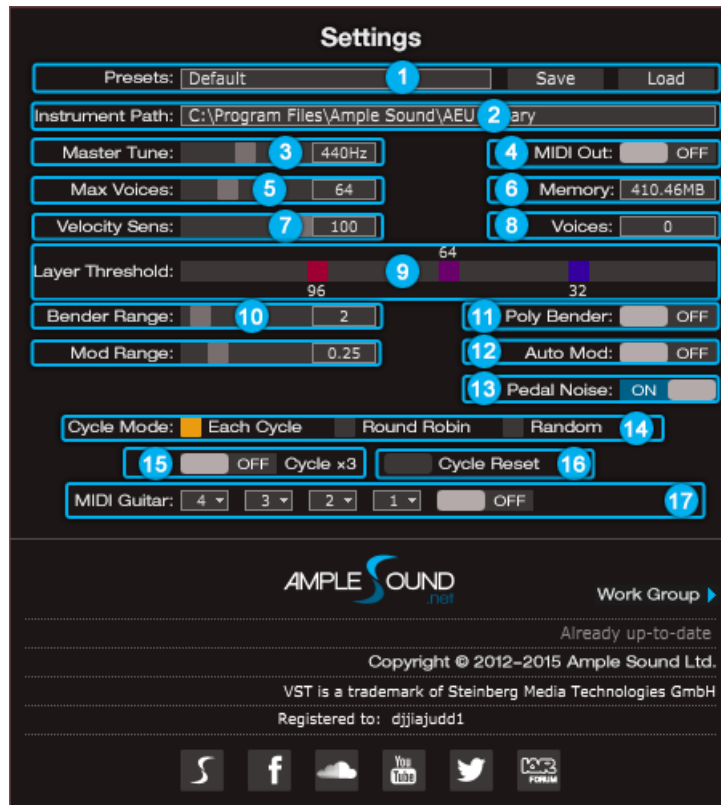 Settings
Presets: Default 1 Save Load
Instrument Path: C:\Program Files\Ample Sound\AEU 2 ary
Master Tune: 3 440Hz 4 MIDI Out: OFF
Max Voices: 5 64 6 Memory: 410.46MB
Velocity Sens: 7 100 8 Voices: 0
64
Layer Threshold: 9
96 32
Bender Range: 10 2 11 Poly Bender: OFF
Mod Range: 0.25 12 Auto Mod: OFF
13 Pedal Noise: ON
Cycle Mode: Each Cycle Round Robin Random 14
15 OFF Cycle ×3 Cycle Reset 16
MIDI Guitar: 4 3 2 1 OFF 17
AMPLE SOUND
.net
Work Group
Already up-to-date
Copyright © 2012–2015 Ample Sound Ltd.
VST is a trademark of Steinberg Media Technologies GmbH
Registered to: djjiajudd1
S f You Tube
FORUM